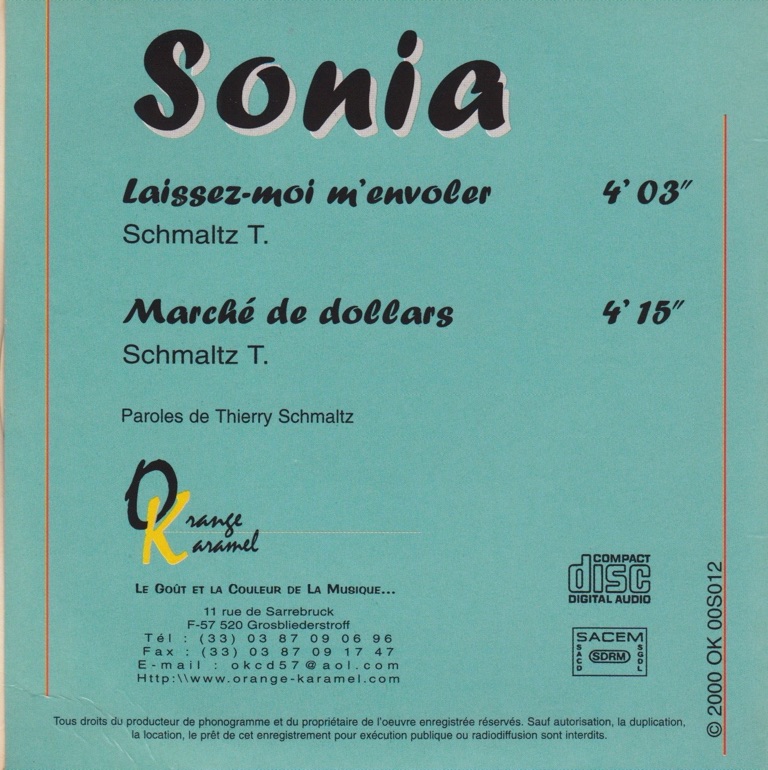 Sonia
Laissez-moi m'envoler 4' 03"
Schmaltz T.
Marché de dollars 4' 15"
Schmaltz T.
Paroles de Thierry Schmaltz
Orange
Karamel
Le Goût et la Couleur de La Musique...
11 rue de Sarrebruck
F-57 520 Grosbliederstroff
Tél : (33) 03 87 09 06 96
Fax : (33) 03 87 09 17 47
E-mail : okcd57@aol.com
Http:\\www.orange-karamel.com
COMPACT
disc
DIGITAL AUDIO
SACEM
SACD
SDRM
SGDL
© 2000 OK 00S012
Tous droits du producteur de phonogramme et du propriétaire de l'oeuvre enregistrée réservés. Sauf autorisation, la duplication,
la location, le prêt de cet enregistrement pour exécution publique ou radiodiffusion sont interdits.